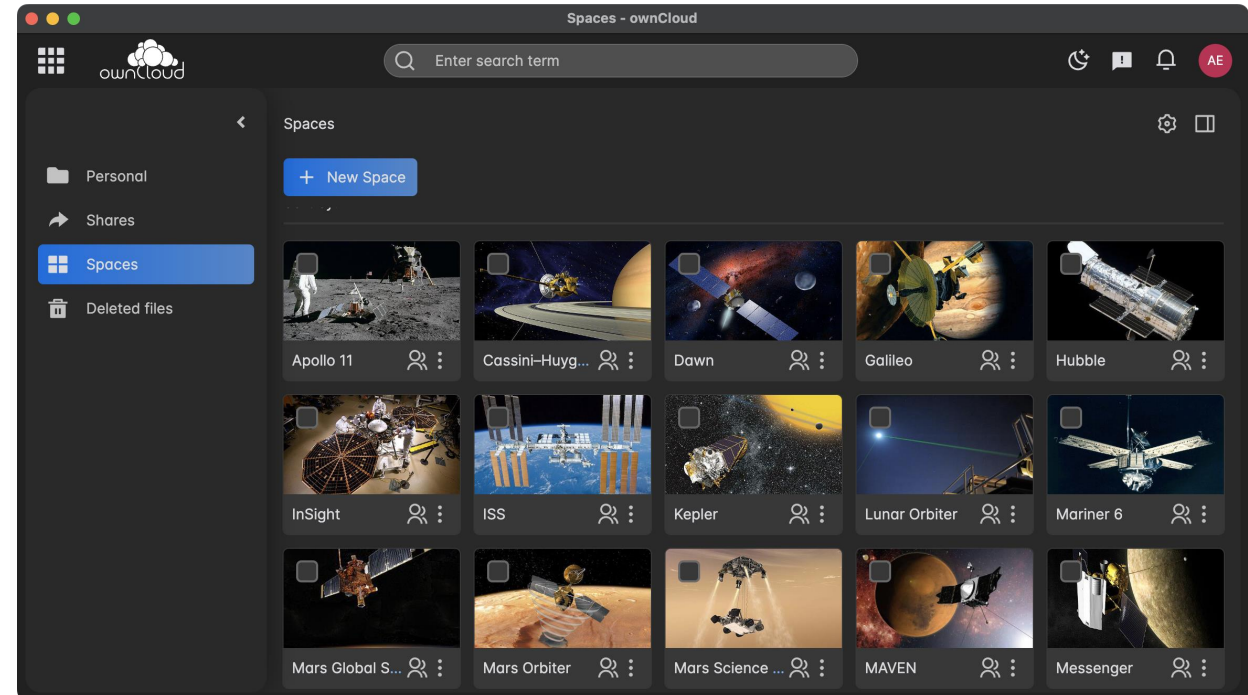 Spaces - ownCloud
ownCloud
Enter search term
AE
Spaces
+ New Space
Personal
Shares
Spaces
Deleted files
Apollo 11
Cassini–Huyg...
Dawn
Galileo
Hubble
InSight
ISS
Kepler
Lunar Orbiter
Mariner 6
Mars Global S...
Mars Orbiter
Mars Science ...
MAVEN
Messenger